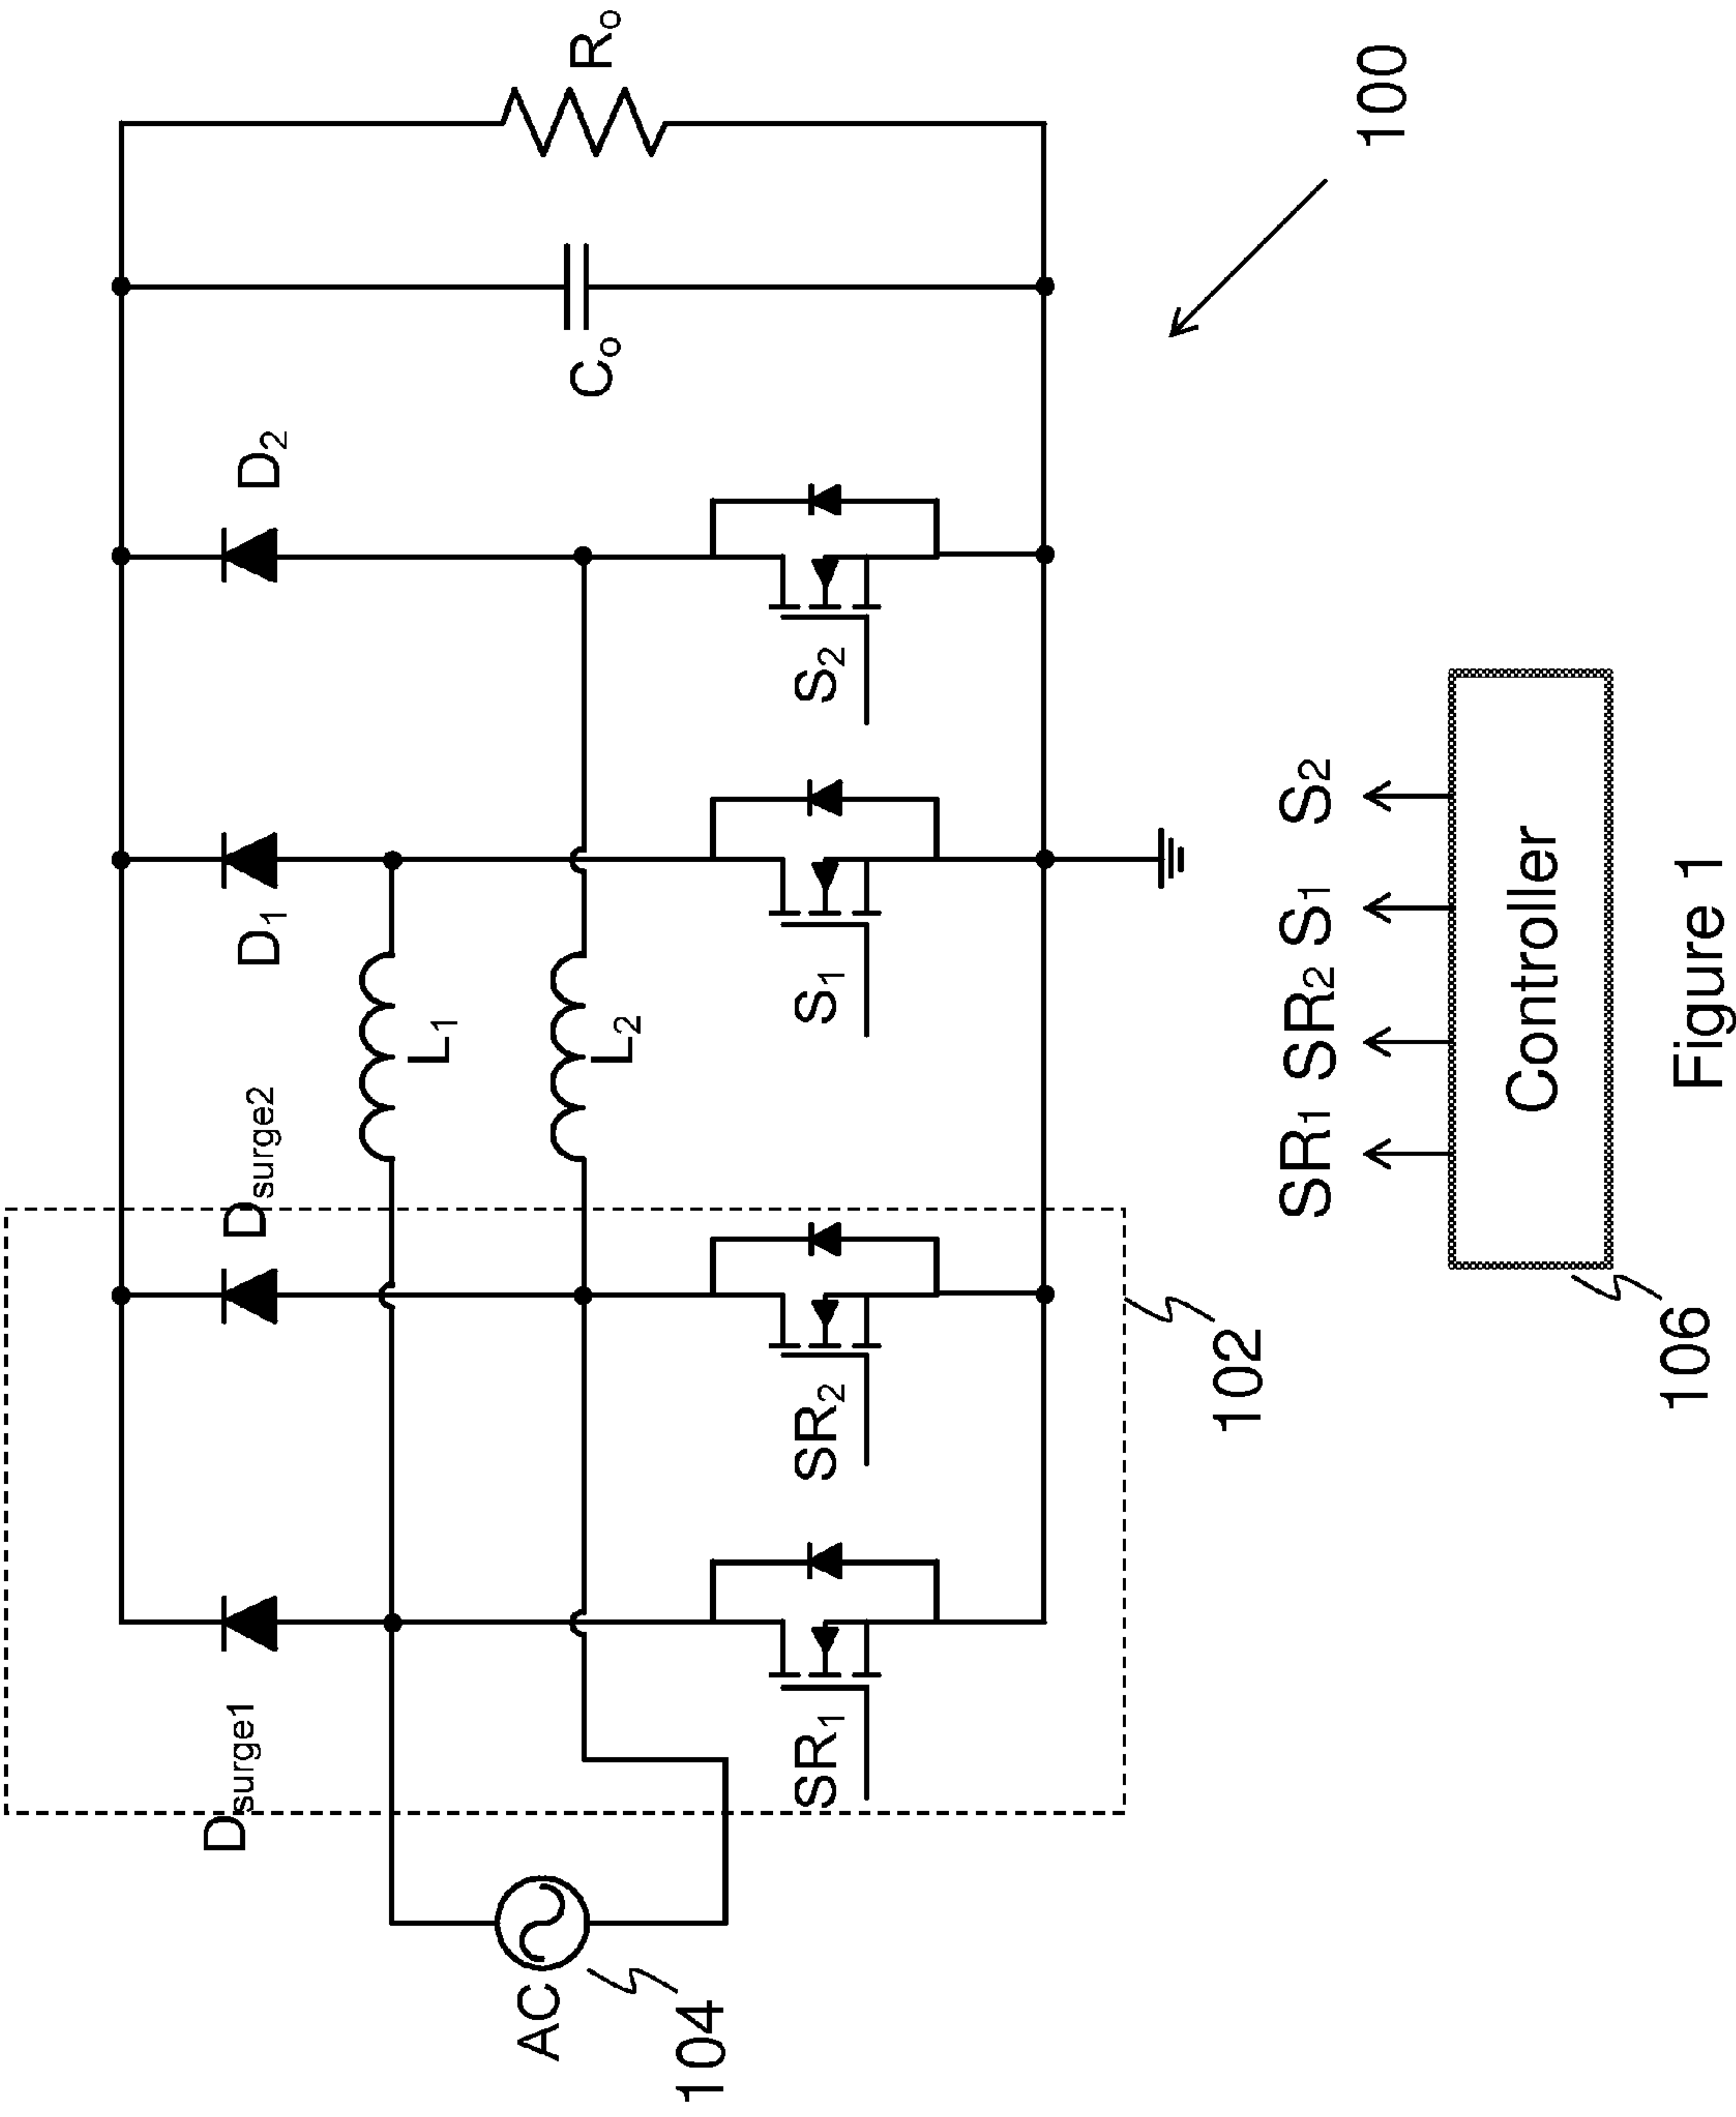 Dsurge1
Dsurge2
D1
D2
L1
L2
AC
104
SR1
SR2
S1
S2
Co
Ro
102
100
SR1 SR2 S1 S2
Controller
106
Figure 1